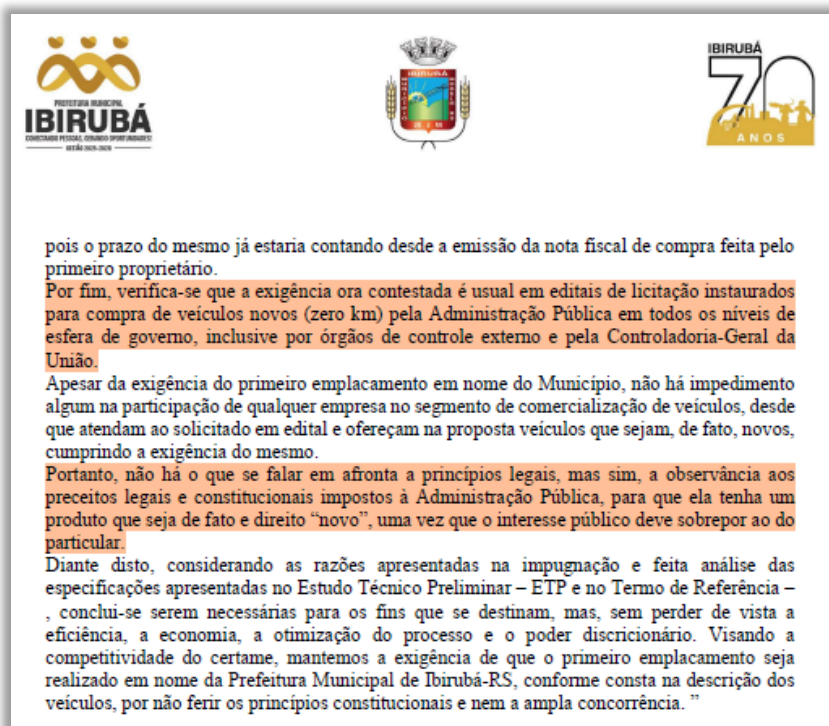 PREFEITURA MUNICIPAL
IBIRUBÁ
CONECTANDO PESSOAS, GERANDO OPORTUNIDADES!
GESTÃO 2025-2028
IBIRUBÁ
IBIRUBÁ
70
ANOS
pois o prazo do mesmo já estaria contando desde a emissão da nota fiscal de compra feita pelo
primeiro proprietário.
Por fim, verifica-se que a exigência ora contestada é usual em editais de licitação instaurados
para compra de veículos novos (zero km) pela Administração Pública em todos os níveis de
esfera de governo, inclusive por órgãos de controle externo e pela Controladoria-Geral da
União.
Apesar da exigência do primeiro emplacamento em nome do Município, não há impedimento
algum na participação de qualquer empresa no segmento de comercialização de veículos, desde
que atendam ao solicitado em edital e ofereçam na proposta veículos que sejam, de fato, novos,
cumprindo a exigência do mesmo.
Portanto, não há o que se falar em afronta a princípios legais, mas sim, a observância aos
preceitos legais e constitucionais impostos à Administração Pública, para que ela tenha um
produto que seja de fato e direito “novo”, uma vez que o interesse público deve sobrepor ao do
particular.
Diante disto, considerando as razões apresentadas na impugnação e feita análise das
especificações apresentadas no Estudo Técnico Preliminar – ETP e no Termo de Referência –
, conclui-se serem necessárias para os fins que se destinam, mas, sem perder de vista a
eficiência, a economia, a otimização do processo e o poder discricionário. Visando a
competitividade do certame, mantemos a exigência de que o primeiro emplacamento seja
realizado em nome da Prefeitura Municipal de Ibirubá-RS, conforme consta na descrição dos
veículos, por não ferir os princípios constitucionais e nem a ampla concorrência. ”